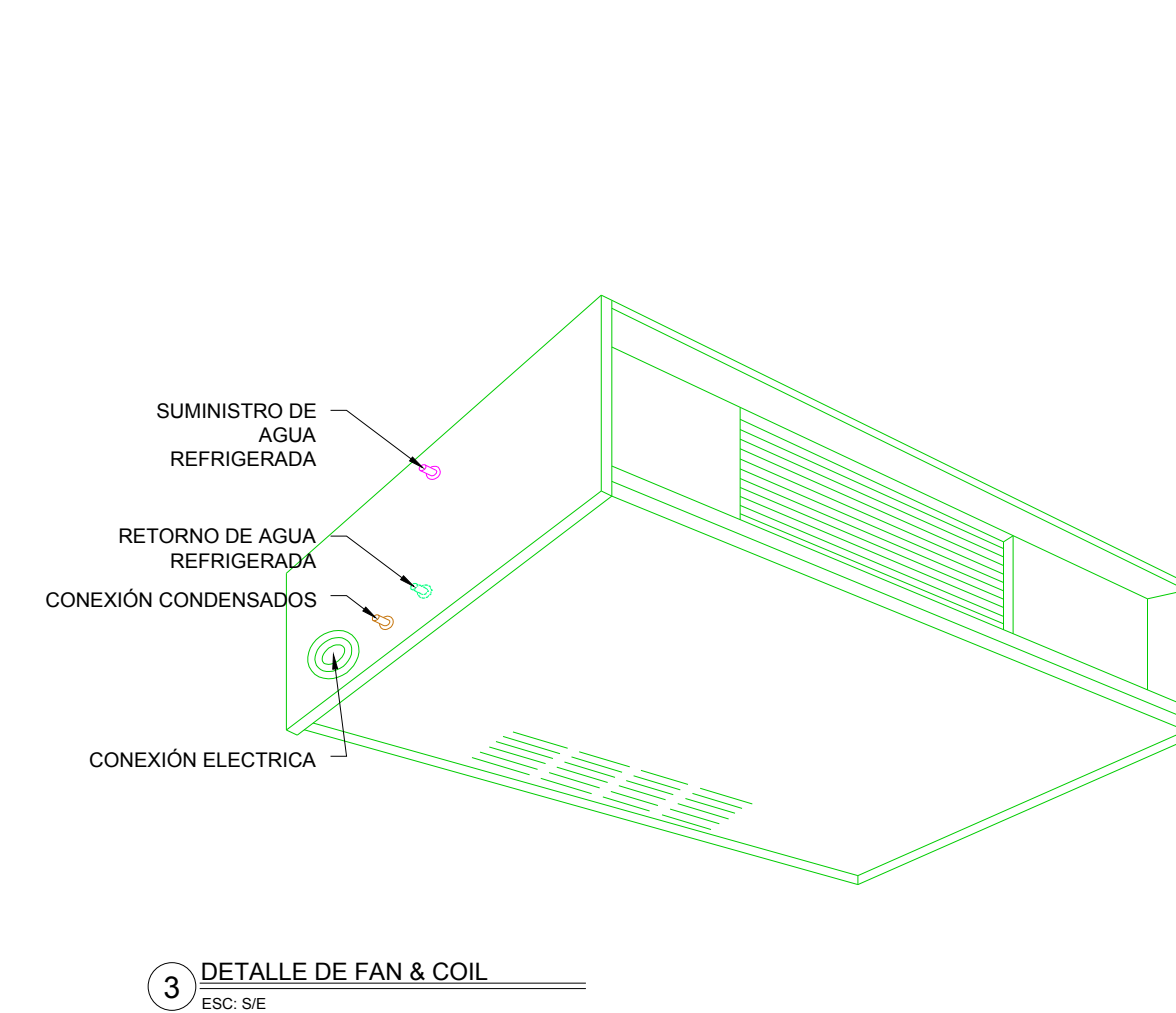 SUMINISTRO DE
AGUA
REFRIGERADA
RETORNO DE AGUA
REFRIGERADA
CONEXIÓN CONDENSADOS
CONEXIÓN ELECTRICA
3
DETALLE DE FAN & COIL
ESC: S/E